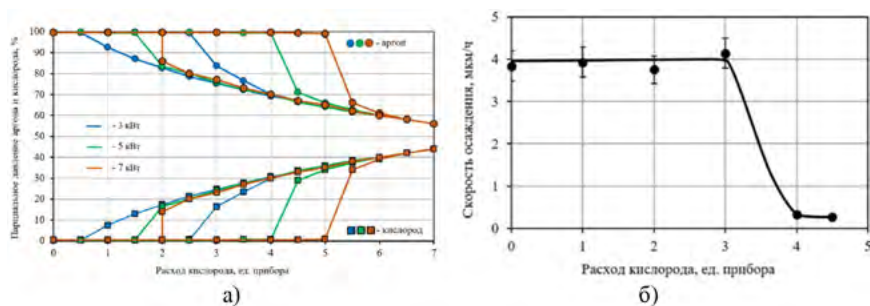 Парциальное давление аргона и кислорода, %
100
90
80
70
60
50
40
30
20
10
0
- аргон
- 3 кВт
- 5 кВт
- 7 кВт
- кислород
0 1 2 3 4 5 6 7
Расход кислорода, ед. прибора
а)
Скорость осаждения, мкм/ч
5
4
3
2
1
0
0 1 2 3 4 5
Расход кислорода, ед. прибора
б)